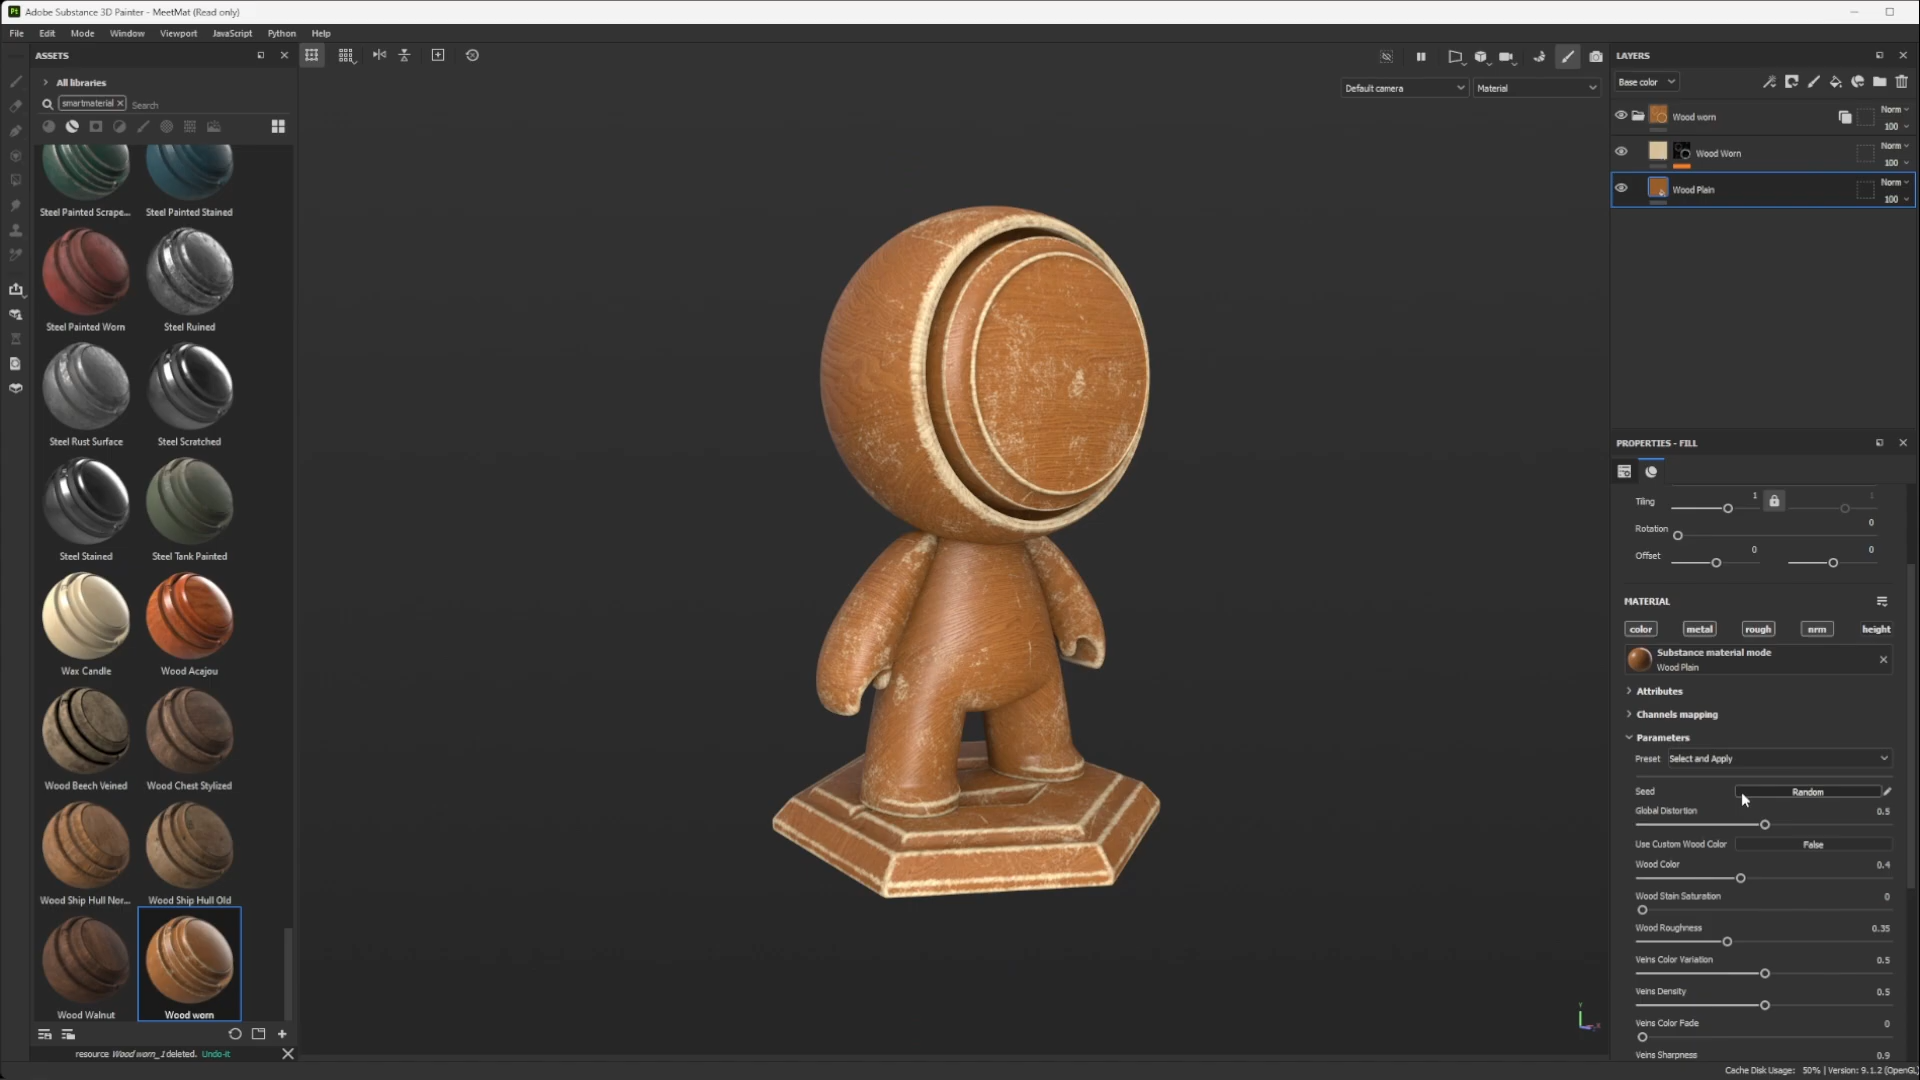 Pt Adobe Substance 3D Painter - MeetMat (Read only)
File Edit Mode Window Viewport JavaScript Python Help
ASSETS
All libraries
smartmaterial Search
Steel Painted Scrape...
Steel Painted Stained
Steel Painted Worn
Steel Ruined
Steel Rust Surface
Steel Scratched
Steel Stained
Steel Tank Painted
Wax Candle
Wood Acajou
Wood Beech Veined
Wood Chest Stylized
Wood Ship Hull Nor...
Wood Ship Hull Old
Wood Walnut
Wood worn
resource Wood worn_1 deleted. Undo-it
Default camera
Material
Y
LAYERS
Base color
Wood worn
Norm
100
Wood Worn
Norm
100
Wood Plain
Norm
100
PROPERTIES - FILL
Tiling 1 1
Rotation 0
Offset 0 0
MATERIAL
color metal rough nrm height
Substance material mode
Wood Plain
Attributes
Channels mapping
Parameters
Preset Select and Apply
Seed Random
Global Distortion 0.5
Use Custom Wood Color False
Wood Color 0.4
Wood Stain Saturation 0
Wood Roughness 0.35
Veins Color Variation 0.5
Veins Density 0.5
Veins Color Fade 0
Veins Sharpness 0.9
Cache Disk Usage: 50% | Version: 9.1.2 (OpenGL